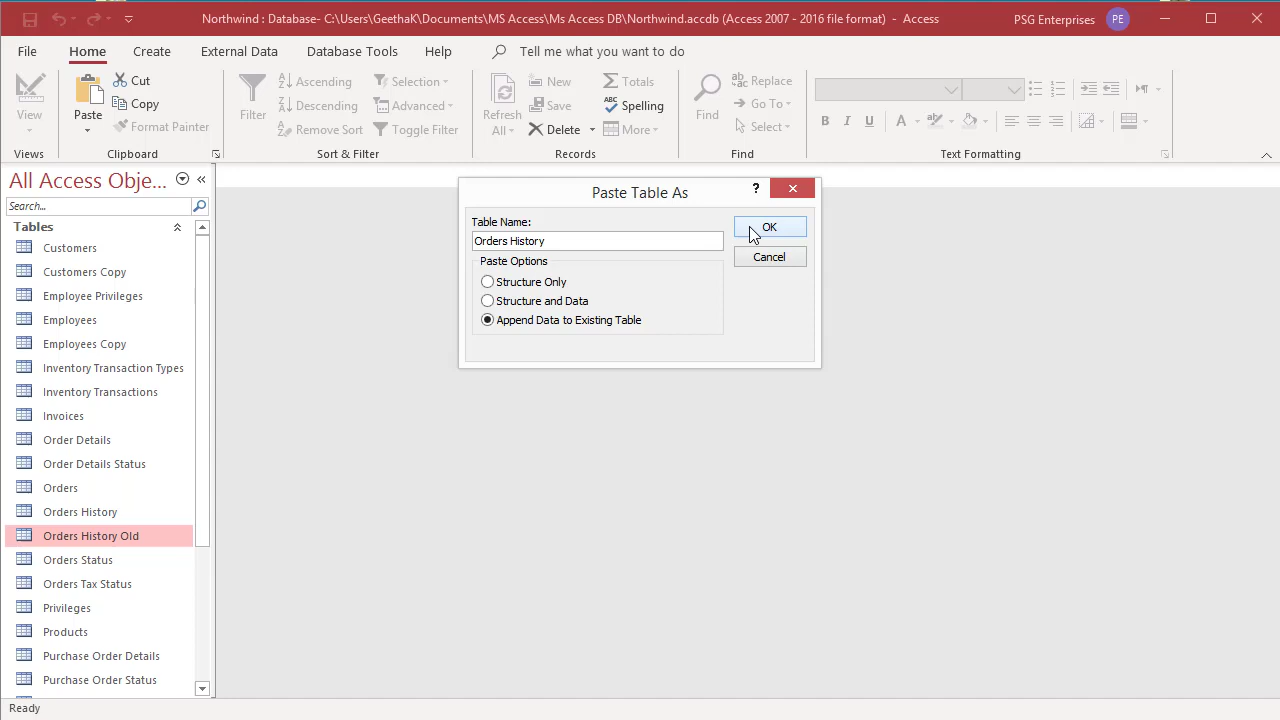 Northwind : Database- C:\Users\GeethaK\Documents\MS Access\Ms Access DB\Northwind.accdb (Access 2007 - 2016 file format) - Access
PSG Enterprises
PE
File
Home
Create
External Data
Database Tools
Help
Tell me what you want to do
View
Paste
Cut
Copy
Format Painter
Filter
Ascending
Descending
Remove Sort
Selection
Advanced
Toggle Filter
Refresh
All
New
Save
Delete
Totals
Spelling
More
Find
Replace
Go To
Select
B I U A
Views
Clipboard
Sort & Filter
Records
Find
Text Formatting
All Access Obje...
Search...
Tables
Customers
Customers Copy
Employee Privileges
Employees
Employees Copy
Inventory Transaction Types
Inventory Transactions
Invoices
Order Details
Order Details Status
Orders
Orders History
Orders History Old
Orders Status
Orders Tax Status
Privileges
Products
Purchase Order Details
Purchase Order Status
Paste Table As
?
Table Name:
Orders History
OK
Cancel
Paste Options
Structure Only
Structure and Data
Append Data to Existing Table
Ready